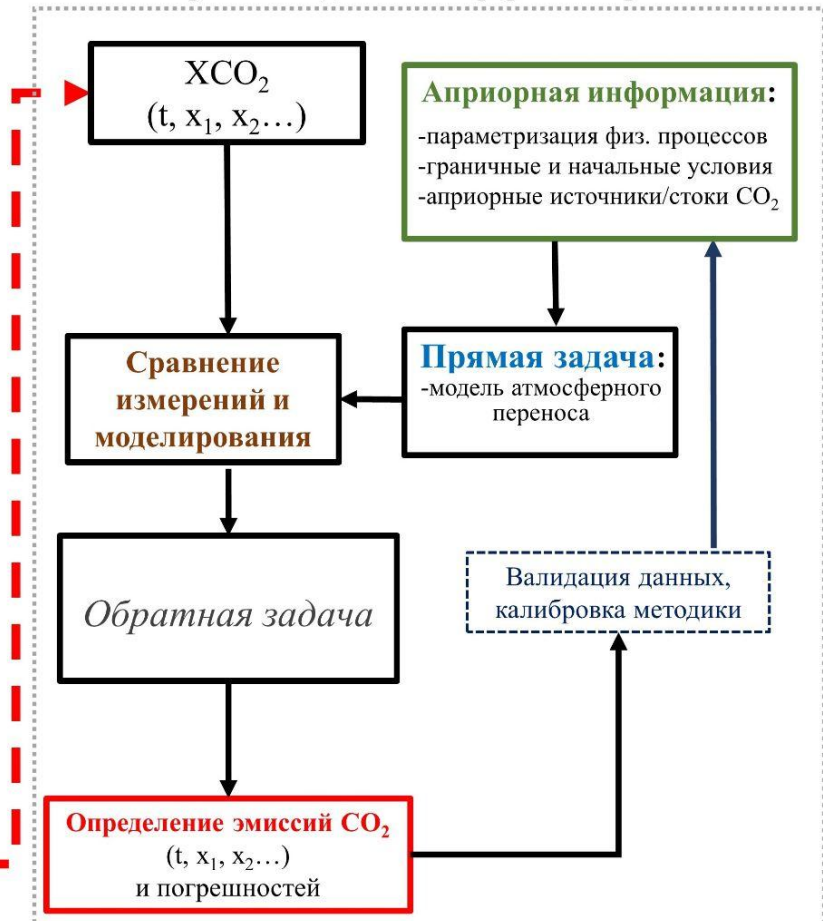 XCO₂
(t, x₁, x₂…)
Априорная информация:
-параметризация физ. процессов
-граничные и начальные условия
-априорные источники/стоки CO₂
Сравнение
измерений и
моделирования
Прямая задача:
-модель атмосферного
переноса
Обратная задача
Валидация данных,
калибровка методики
Определение эмиссий CO₂
(t, x₁, x₂…)
и погрешностей